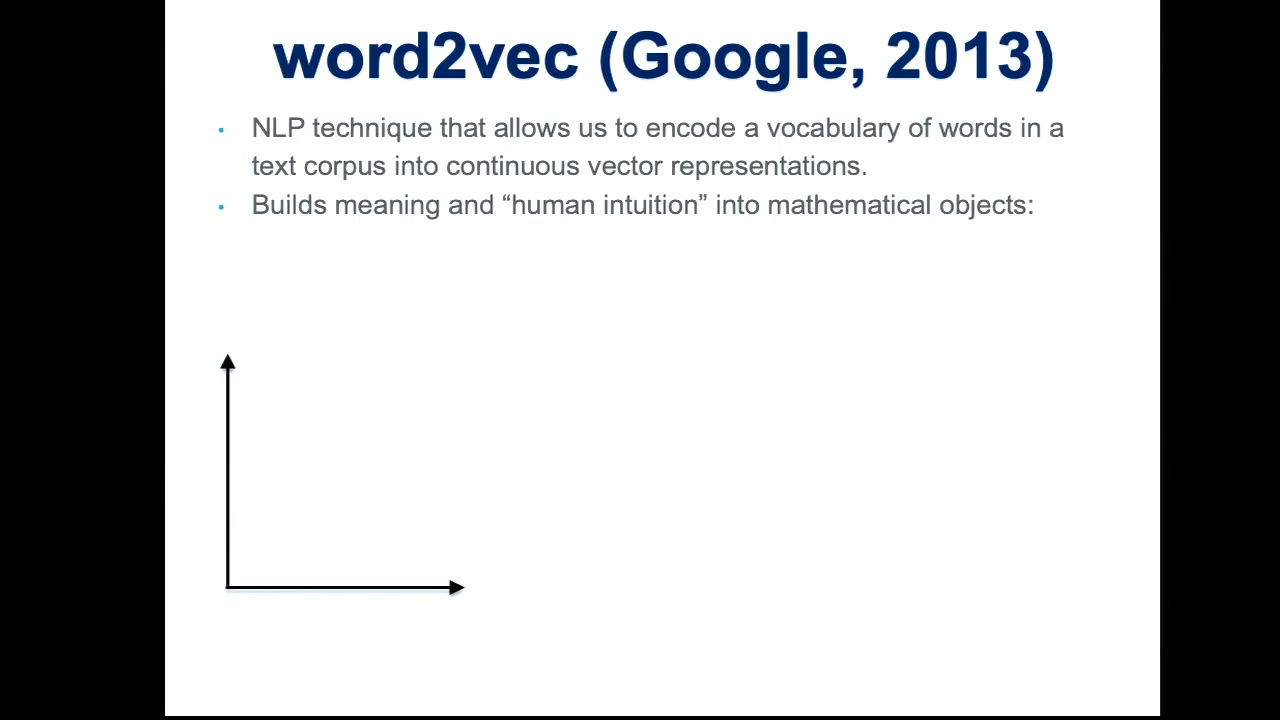 word2vec (Google, 2013)
• NLP technique that allows us to encode a vocabulary of words in a
text corpus into continuous vector representations.
• Builds meaning and “human intuition” into mathematical objects: